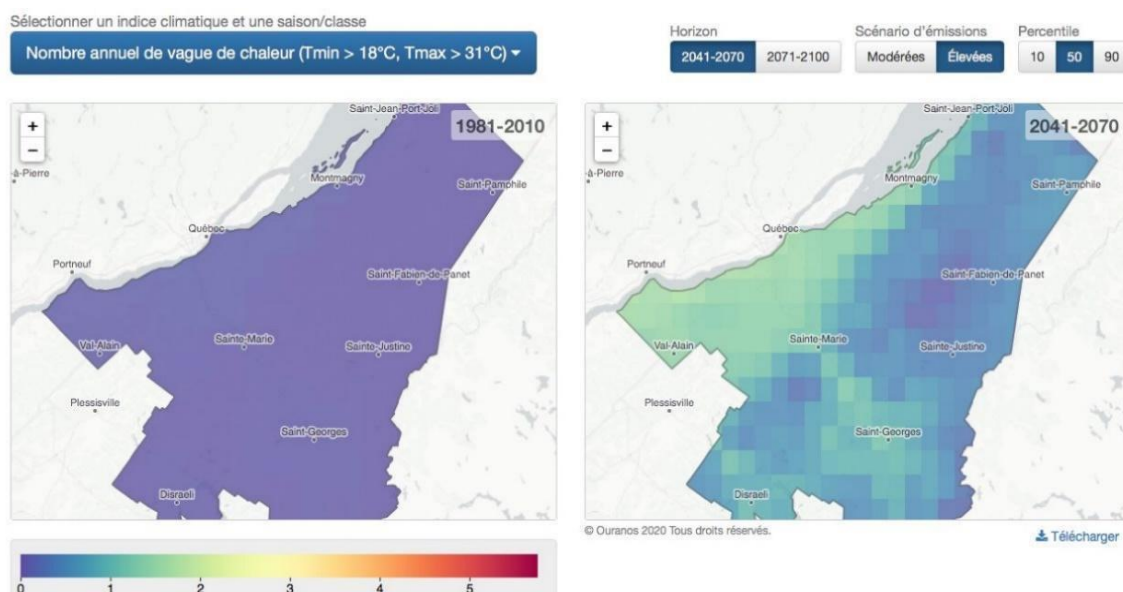 Sélectionner un indice climatique et une saison/classe
Nombre annuel de vague de chaleur (Tmin > 18°C, Tmax > 31°C)
Horizon
2041-2070 2071-2100
Scénario d'émissions
Modérées Élevées
Percentile
10 50 90
+
−
1981-2010
Saint-Jean-Port-Joli
à-Pierre
Montmagny
Saint-Pamphile
Québec
Portneuf
Saint-Fabien-de-Panet
Val-Alain
Sainte-Marie
Sainte-Justine
Plessisville
Saint-Georges
Disraeli
+
−
2041-2070
Saint-Jean-Port-Joli
à-Pierre
Montmagny
Saint-Pamphile
Québec
Portneuf
Saint-Fabien-de-Panet
Val-Alain
Sainte-Marie
Sainte-Justine
Plessisville
Saint-Georges
Disraeli
© Ouranos 2020 Tous droits réservés.
Télécharger
0 1 2 3 4 5